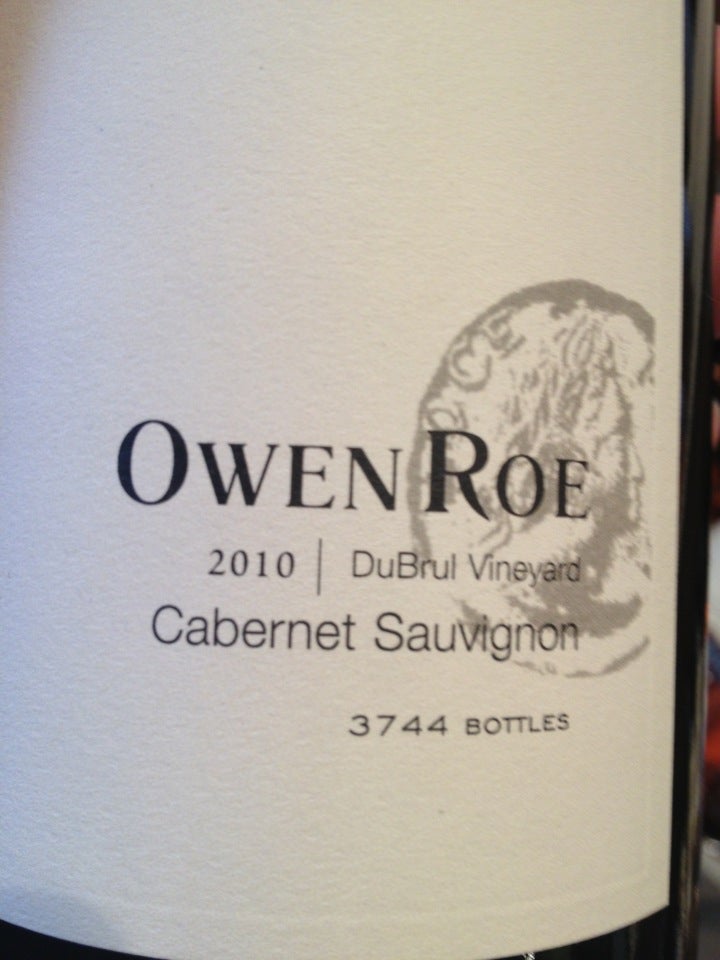 OWEN ROE
2010 | DuBrul Vineyard
Cabernet Sauvignon
3744 BOTTLES